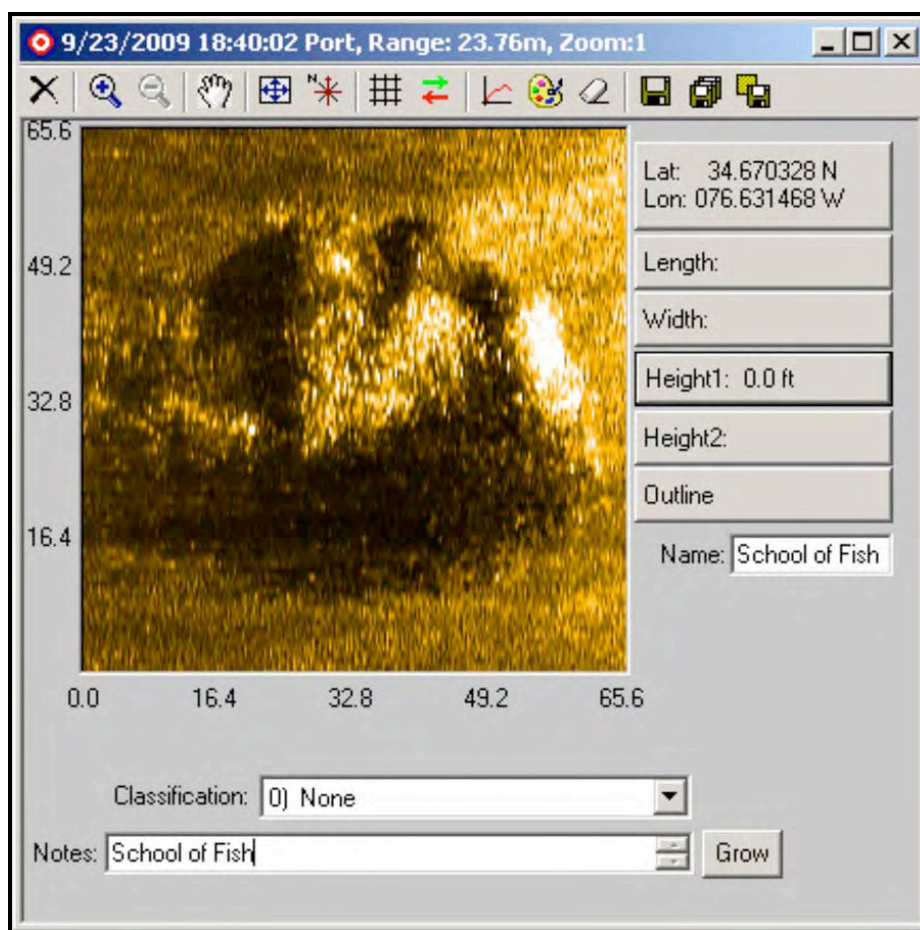 9/23/2009 18:40:02 Port, Range: 23.76m, Zoom:1
N
65.6
49.2
32.8
16.4
0.0 16.4 32.8 49.2 65.6
Lat: 34.670328 N
Lon: 076.631468 W
Length:
Width:
Height1: 0.0 ft
Height2:
Outline
Name: School of Fish
Classification: 0) None
Notes: School of Fish
Grow